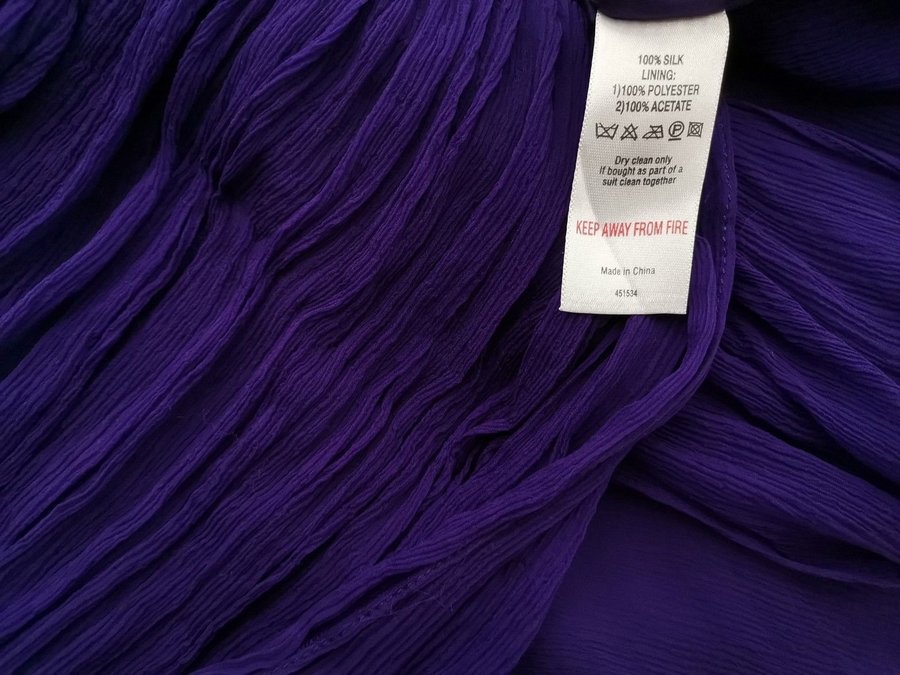 100% SILK
LINING:
1)100% POLYESTER
2)100% ACETATE
P
Dry clean only
If bought as part of a
suit clean together
KEEP AWAY FROM FIRE
Made in China
451534